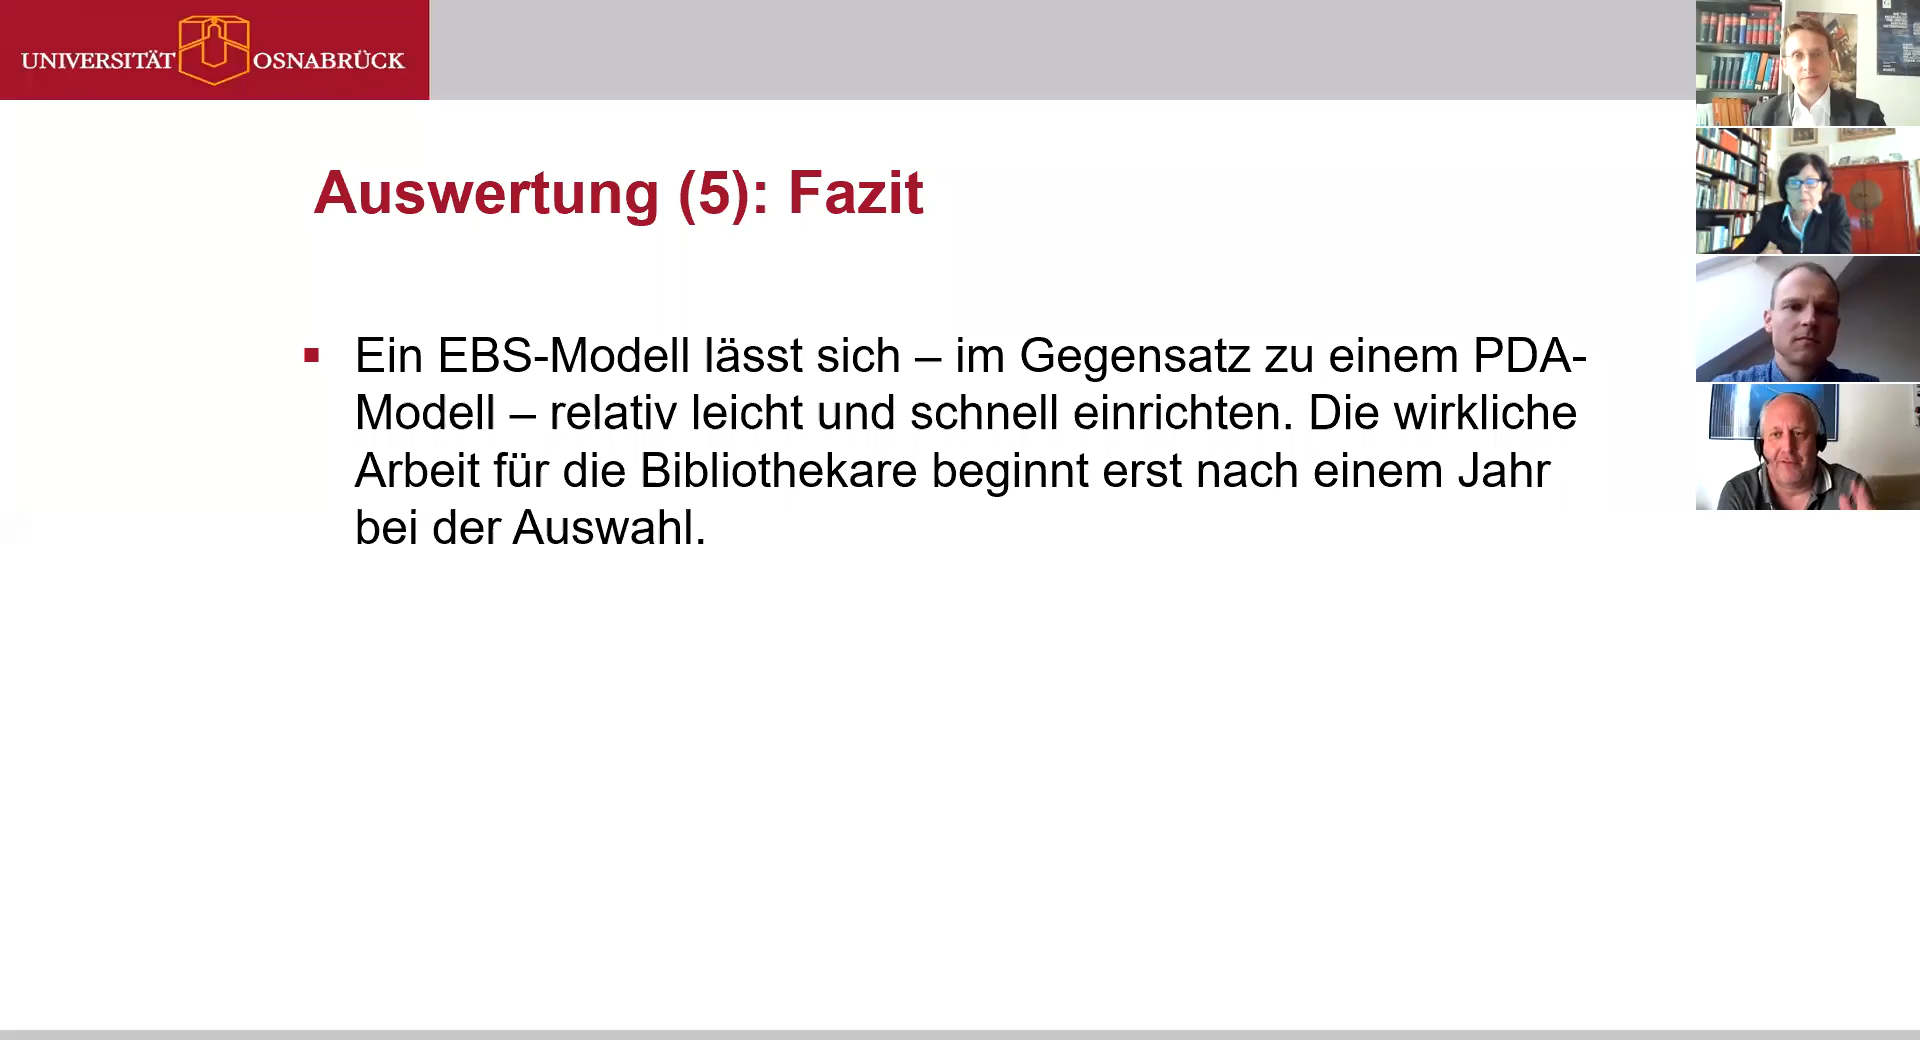 UNIVERSITÄT OSNABRÜCK
Auswertung (5): Fazit
Ein EBS-Modell lässt sich – im Gegensatz zu einem PDA-
Modell – relativ leicht und schnell einrichten. Die wirkliche
Arbeit für die Bibliothekare beginnt erst nach einem Jahr
bei der Auswahl.